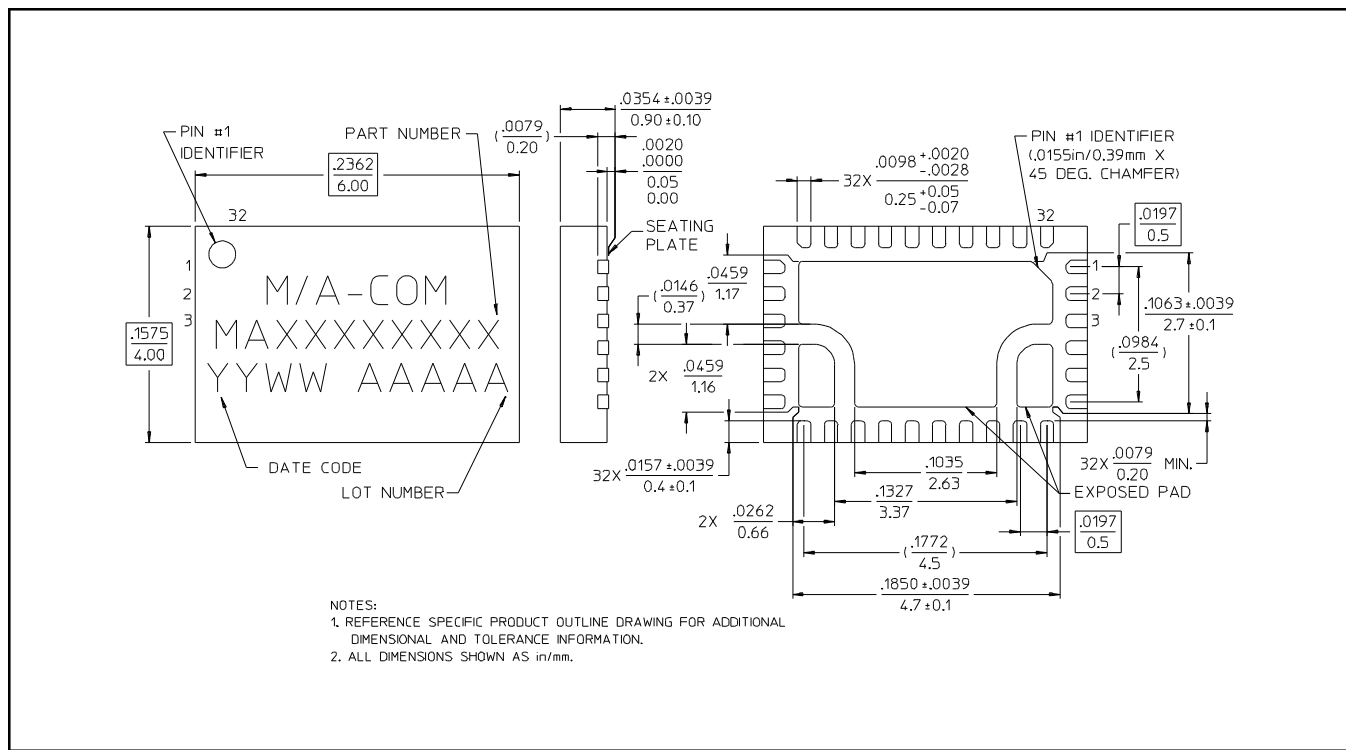 PIN #1
IDENTIFIER
PART NUMBER
.2362
6.00
32
1
2
3
.1575
4.00
M/A-COM
MAXXXXXXXXX
YYWW AAAAA
DATE CODE
LOT NUMBER
.0354 ±.0039
0.90 ±0.10
(.0079
0.20)
.0020
.0000
0.05
0.00
SEATING
PLATE
32X .0098 +.0020
-.0028
0.25 +0.05
-0.07
PIN #1 IDENTIFIER
(.0155in/0.39mm X
45 DEG. CHAMFER)
32
.0197
0.5
1
2
3
.1063±.0039
2.7 ±0.1
(.0984
2.5)
.0459
1.17
(.0146
0.37)
2X .0459
1.16
32X .0157 ±.0039
0.4 ±0.1
2X .0262
0.66
.1035
2.63
.1327
3.37
(.1772
4.5)
.1850 ±.0039
4.7 ±0.1
32X .0079 MIN.
0.20
EXPOSED PAD
.0197
0.5
NOTES:
1. REFERENCE SPECIFIC PRODUCT OUTLINE DRAWING FOR ADDITIONAL
DIMENSIONAL AND TOLERANCE INFORMATION.
2. ALL DIMENSIONS SHOWN AS in/mm.